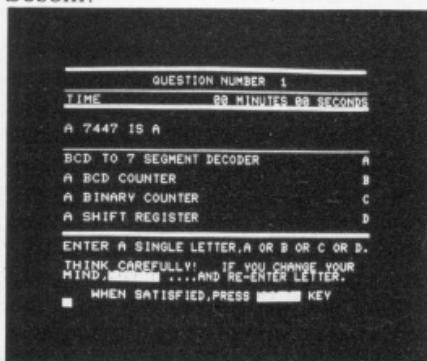 QUESTION NUMBER 1
TIME 00 MINUTES 00 SECONDS
A 7447 IS A
BCD TO 7 SEGMENT DECODER A
A BCD COUNTER B
A BINARY COUNTER C
A SHIFT REGISTER D
ENTER A SINGLE LETTER,A OR B OR C OR D.
THINK CAREFULLY! IF YOU CHANGE YOUR
MIND, ....AND RE-ENTER LETTER.
WHEN SATISFIED,PRESS KEY